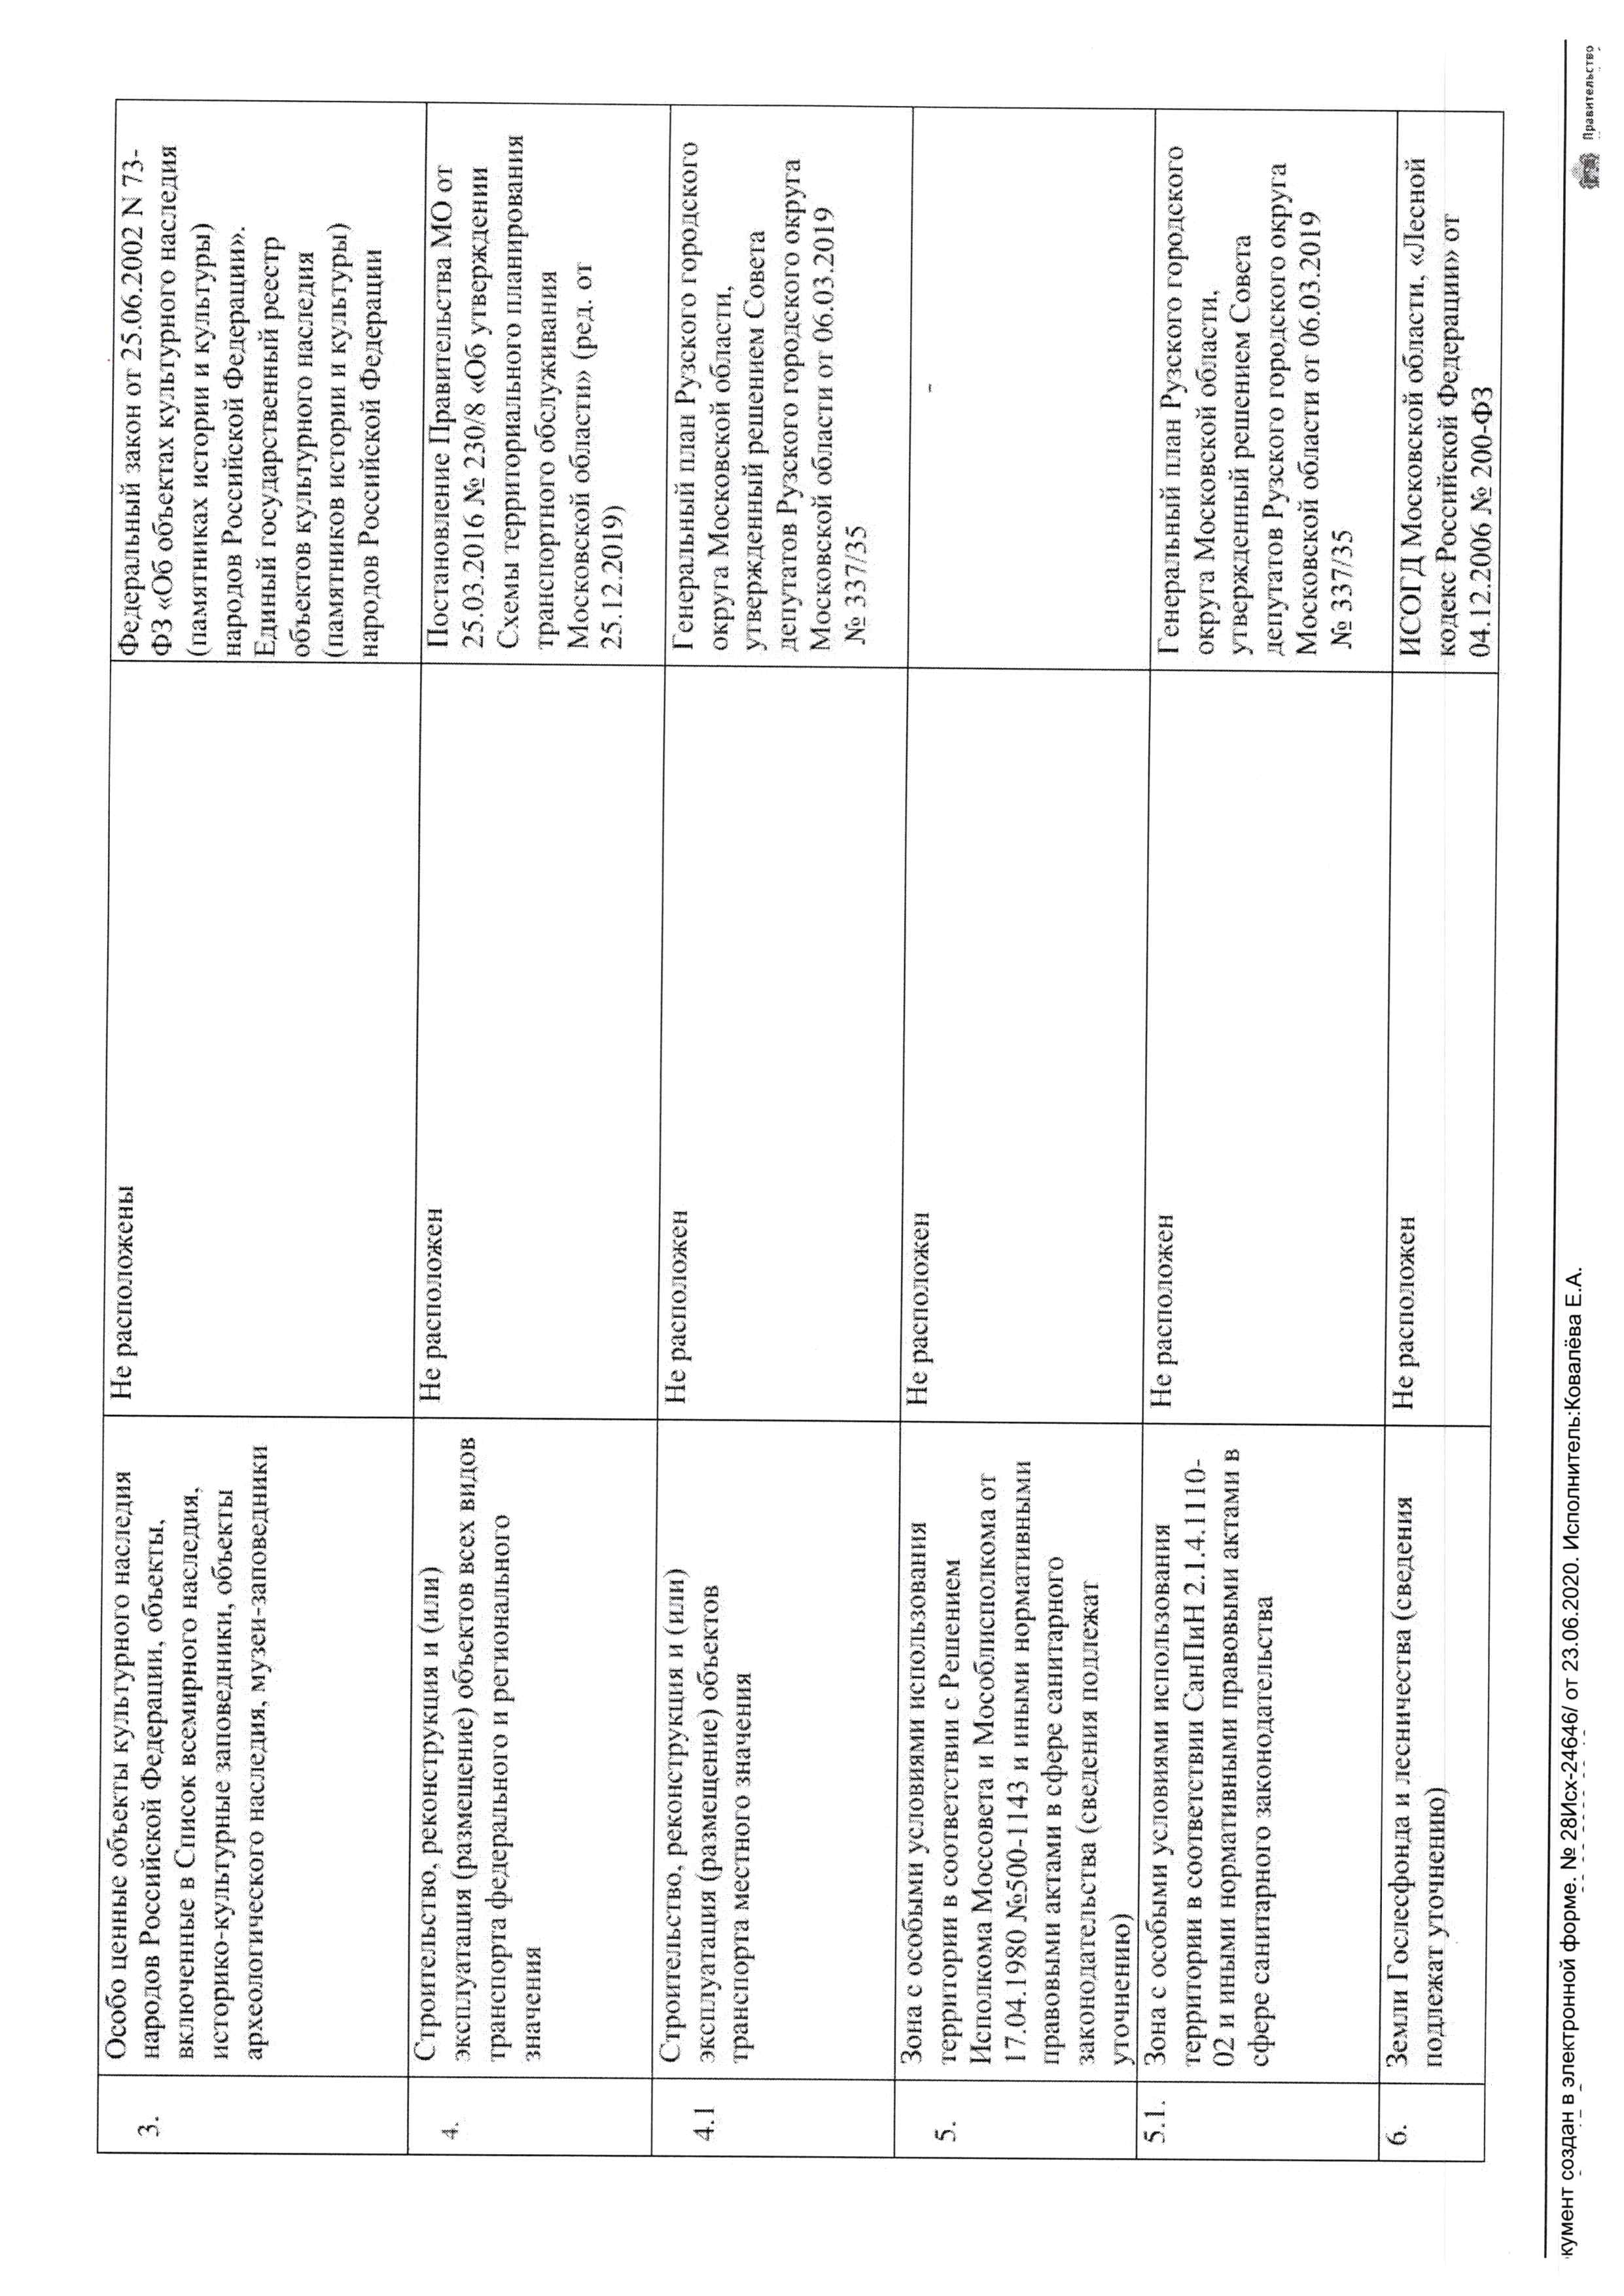 3.
Особо ценные объекты культурного наследия
народов Российской Федерации, объекты,
включенные в Список всемирного наследия,
историко-культурные заповедники, объекты
археологического наследия, музеи-заповедники
Не расположены
Федеральный закон от 25.06.2002 N 73-
ФЗ «Об объектах культурного наследия
(памятниках истории и культуры)
народов Российской Федерации».
Единый государственный реестр
объектов культурного наследия
(памятников истории и культуры)
народов Российской Федерации
4.
Строительство, реконструкция и (или)
эксплуатация (размещение) объектов всех видов
транспорта федерального и регионального
значения
Не расположен
Постановление Правительства МО от
25.03.2016 № 230/8 «Об утверждении
Схемы территориального планирования
транспортного обслуживания
Московской области» (ред. от
25.12.2019)
4.1
Строительство, реконструкция и (или)
эксплуатация (размещение) объектов
транспорта местного значения
Не расположен
Генеральный план Рузского городского
округа Московской области,
утвержденный решением Совета
депутатов Рузского городского округа
Московской области от 06.03.2019
№ 337/35
5.
Зона с особыми условиями использования
территории в соответствии с Решением
Исполкома Моссовета и Мособлисполкома от
17.04.1980 №500-1143 и иными нормативными
правовыми актами в сфере санитарного
законодательства (сведения подлежат
уточнению)
Не расположен
-
5.1.
Зона с особыми условиями использования
территории в соответствии СанПиН 2.1.4.1110-
02 и иными нормативными правовыми актами в
сфере санитарного законодательства
Не расположен
Генеральный план Рузского городского
округа Московской области,
утвержденный решением Совета
депутатов Рузского городского округа
Московской области от 06.03.2019
№ 337/35
6.
Земли Гослесфонда и лесничества (сведения
подлежат уточнению)
Не расположен
ИСОГД Московской области, «Лесной
кодекс Российской Федерации» от
04.12.2006 № 200-ФЗ
кумент создан в электронной форме. № 28Исх-24646/ от 23.06.2020. Исполнитель:Ковалёва Е.А.
Правительство